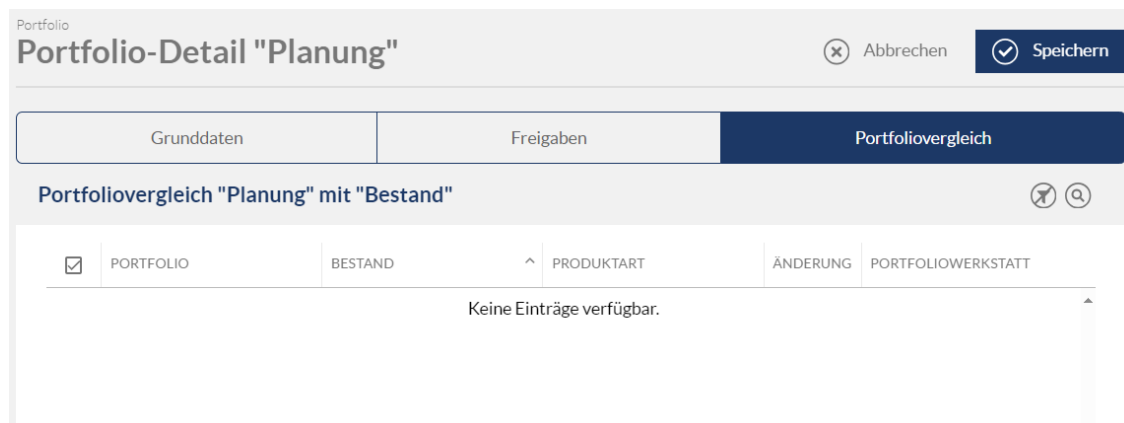 Portfolio
Portfolio-Detail "Planung"
Abbrechen
Speichern
Grunddaten
Freigaben
Portfoliovergleich
Portfoliovergleich "Planung" mit "Bestand"
PORTFOLIO BESTAND PRODUKTART ÄNDERUNG PORTFOLIOWERKSTATT
Keine Einträge verfügbar.